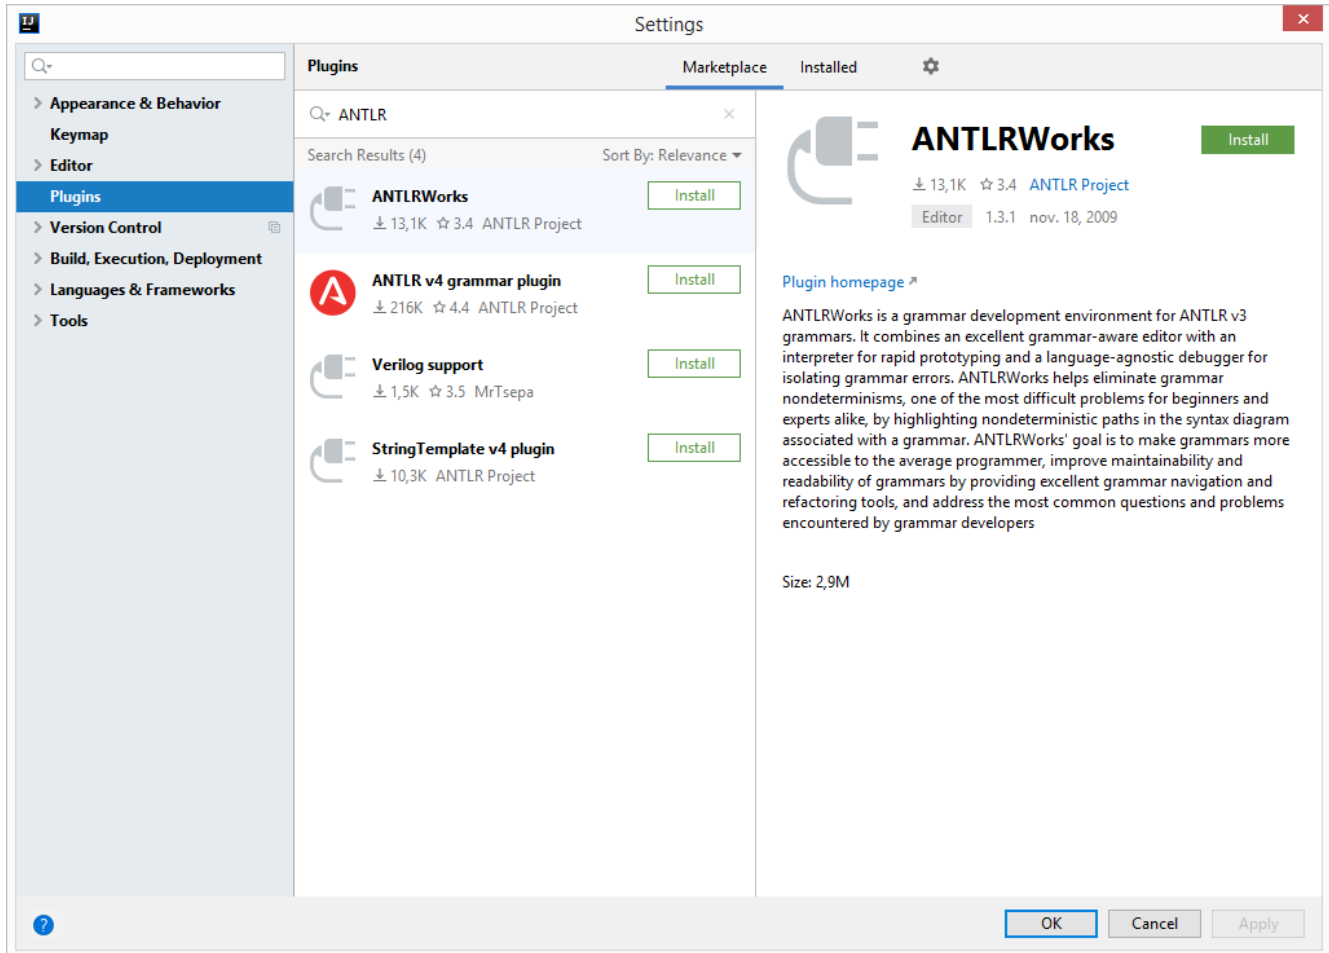 IJ
Settings
Appearance & Behavior
Keymap
Editor
Plugins
Version Control
Build, Execution, Deployment
Languages & Frameworks
Tools
Plugins
Marketplace
Installed
ANTLR
Search Results (4)
Sort By: Relevance
ANTLRWorks
Install
13,1K 3.4 ANTLR Project
ANTLR v4 grammar plugin
Install
216K 4.4 ANTLR Project
Verilog support
Install
1,5K 3.5 MrTsepa
StringTemplate v4 plugin
Install
10,3K ANTLR Project
ANTLRWorks
Install
13,1K 3.4 ANTLR Project
Editor 1.3.1 nov. 18, 2009
Plugin homepage
ANTLRWorks is a grammar development environment for ANTLR v3
grammars. It combines an excellent grammar-aware editor with an
interpreter for rapid prototyping and a language-agnostic debugger for
isolating grammar errors. ANTLRWorks helps eliminate grammar
nondeterminisms, one of the most difficult problems for beginners and
experts alike, by highlighting nondeterministic paths in the syntax diagram
associated with a grammar. ANTLRWorks' goal is to make grammars more
accessible to the average programmer, improve maintainability and
readability of grammars by providing excellent grammar navigation and
refactoring tools, and address the most common questions and problems
encountered by grammar developers
Size: 2,9M
?
OK
Cancel
Apply